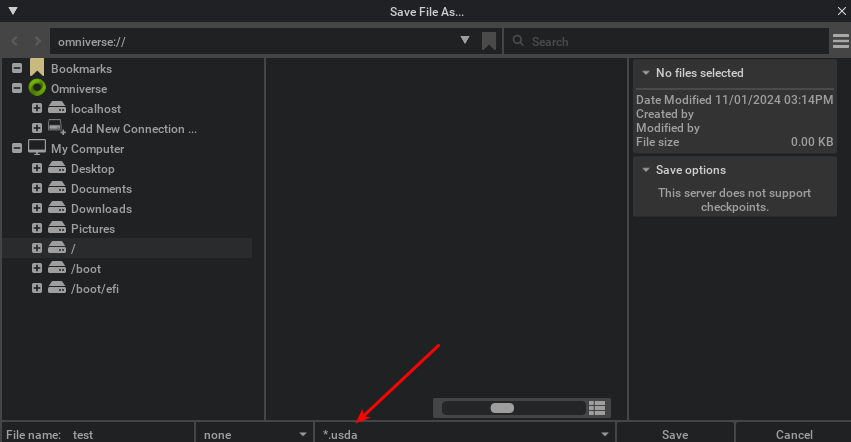 Save File As...
omniverse://
Search
Bookmarks
Omniverse
localhost
Add New Connection ...
My Computer
Desktop
Documents
Downloads
Pictures
/
/boot
/boot/efi
No files selected
Date Modified 11/01/2024 03:14PM
Created by
Modified by
File size 0.00 KB
Save options
This server does not support
checkpoints.
File name: test none *.usda Save Cancel